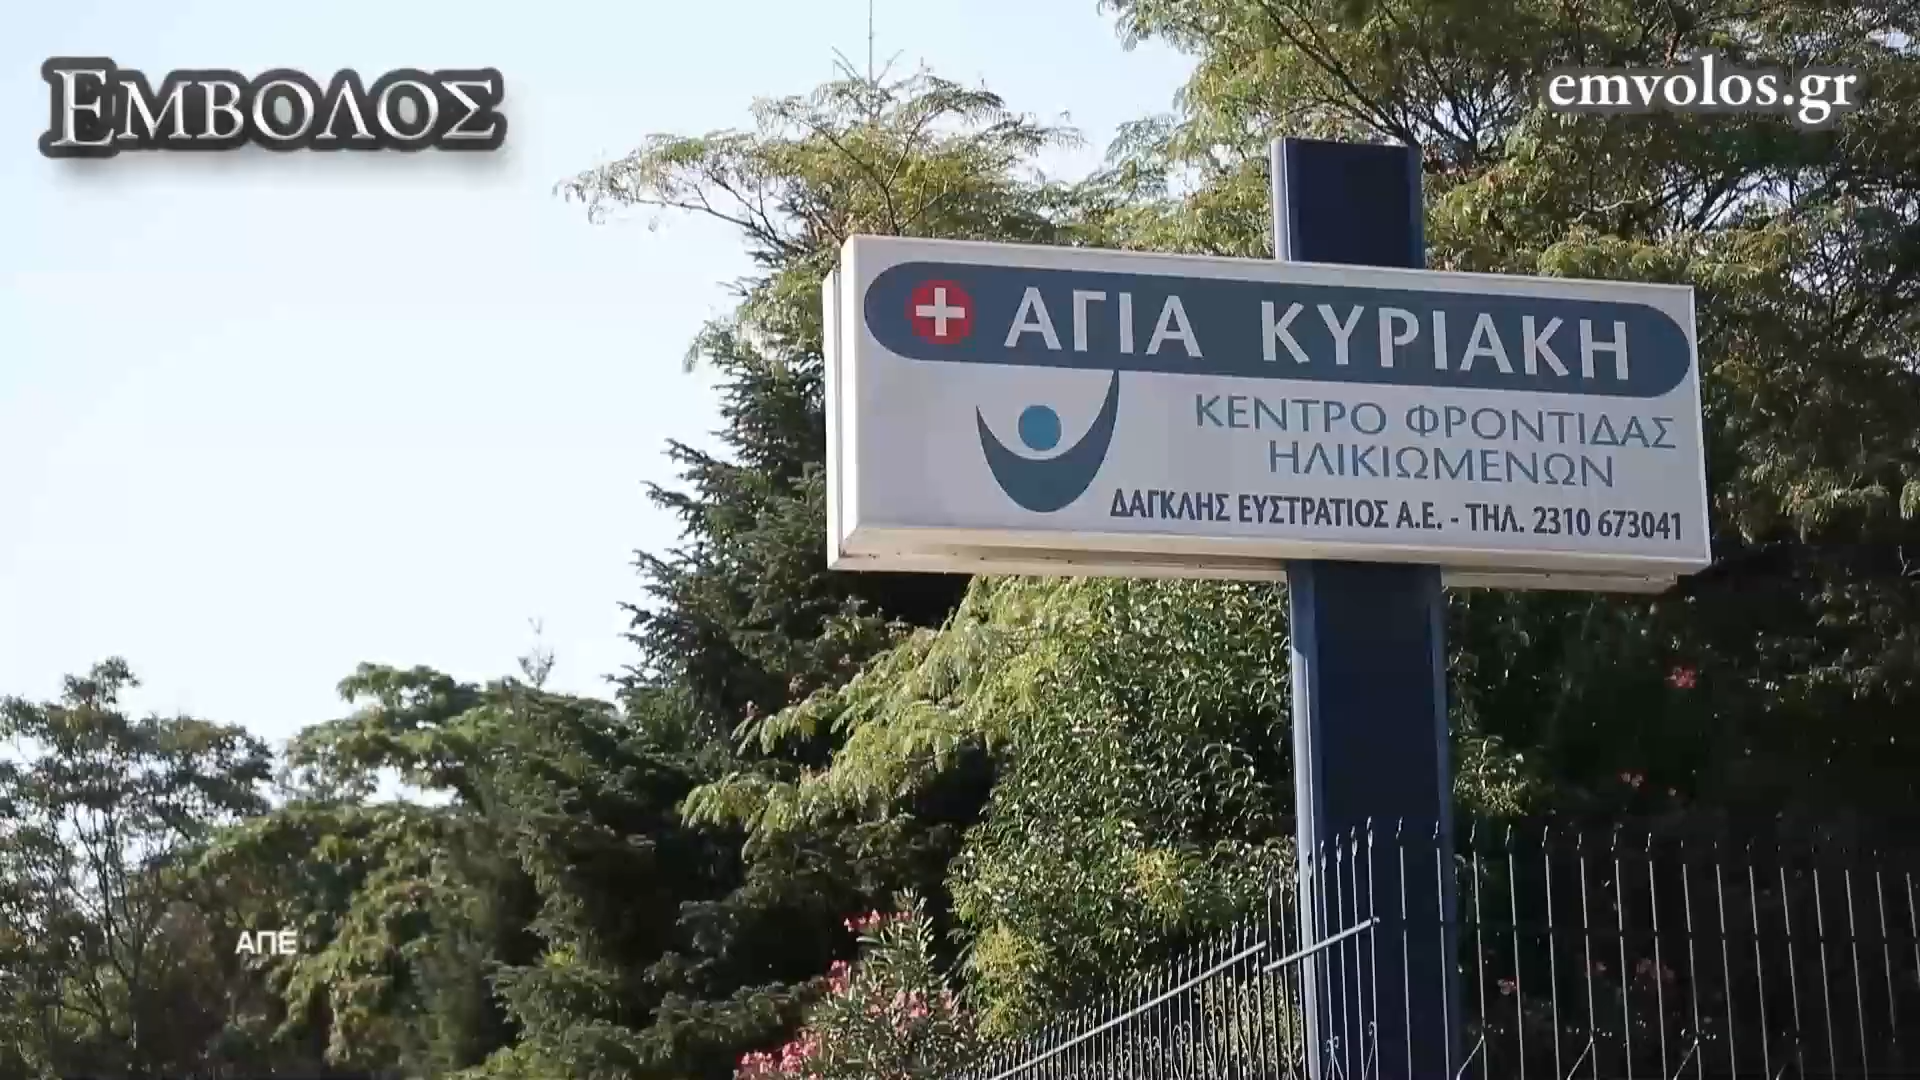 ΕΜΒΟΛΟΣ
emvolos.gr
ΑΓΙΑ ΚΥΡΙΑΚΗ
ΚΕΝΤΡΟ ΦΡΟΝΤΙΔΑΣ
ΗΛΙΚΙΩΜΕΝΩΝ
ΔΑΓΚΛΗΣ ΕΥΣΤΡΑΤΙΟΣ Α.Ε. - ΤΗΛ. 2310 673041
ΑΠΕ